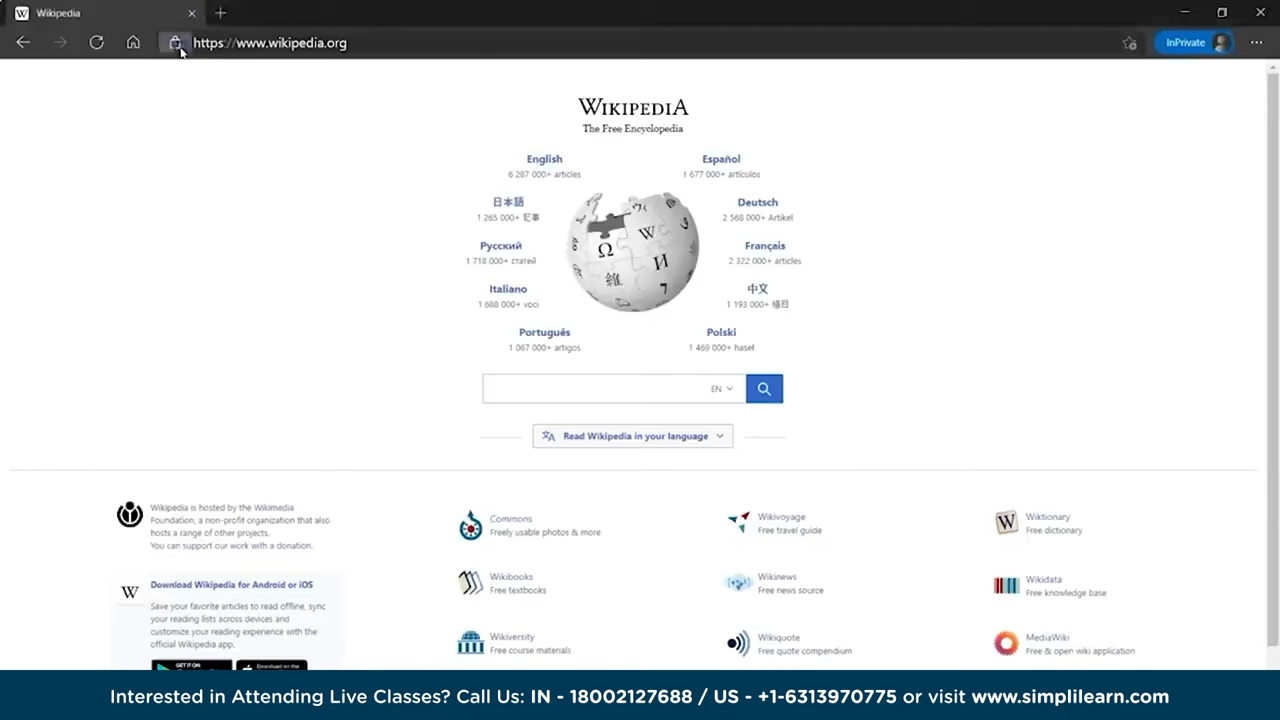 Wikipedia
https://www.wikipedia.org
InPrivate
WIKIPEDIA
The Free Encyclopedia
English
6 287 000+ articles
Español
1 677 000+ artículos
日本語
1 265 000+ 記事
Deutsch
2 568 000+ Artikel
Русский
1 718 000+ статей
Français
2 322 000+ articles
Italiano
1 688 000+ voci
中文
1 193 000+ 條目
Português
1 067 000+ artigos
Polski
1 469 000+ haseł
EN
Read Wikipedia in your language
Wikipedia is hosted by the Wikimedia
Foundation, a non-profit organization that also
hosts a range of other projects.
You can support our work with a donation.
Download Wikipedia for Android or iOS
Save your favorite articles to read offline, sync
your reading lists across devices and
customize your reading experience with the
official Wikipedia app.
GET IT ON
Download on the
Commons
Freely usable photos & more
Wikivoyage
Free travel guide
Wiktionary
Free dictionary
Wikibooks
Free textbooks
Wikinews
Free news source
Wikidata
Free knowledge base
Wikiversity
Free course materials
Wikiquote
Free quote compendium
MediaWiki
Free & open wiki application
Interested in Attending Live Classes? Call Us: IN - 18002127688 / US - +1-6313970775 or visit www.simplilearn.com